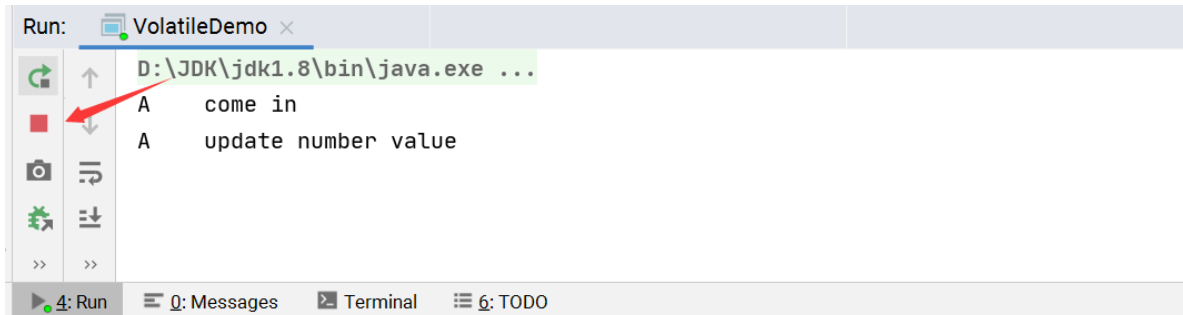 Run: VolatileDemo ×
D:\JDK\jdk1.8\bin\java.exe ...
A    come in
A    update number value
4: Run 0: Messages Terminal 6: TODO